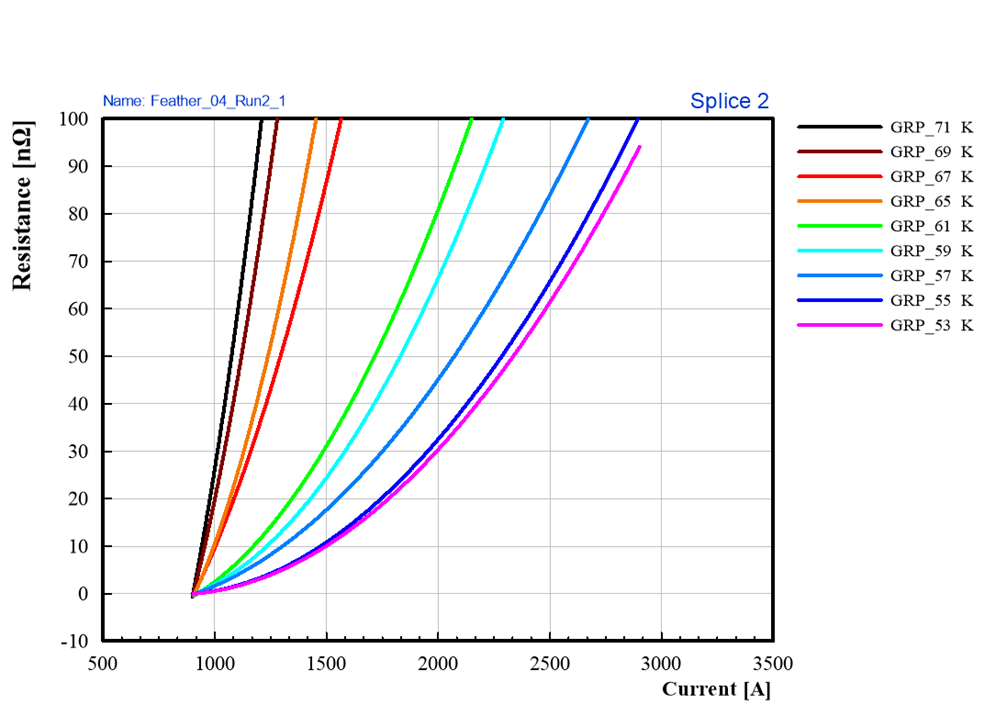 Name: Feather_04_Run2_1
Splice 2
Resistance [nΩ]
100
90
80
70
60
50
40
30
20
10
0
-10
500 1000 1500 2000 2500 3000 3500
Current [A]
GRP_71 K
GRP_69 K
GRP_67 K
GRP_65 K
GRP_61 K
GRP_59 K
GRP_57 K
GRP_55 K
GRP_53 K